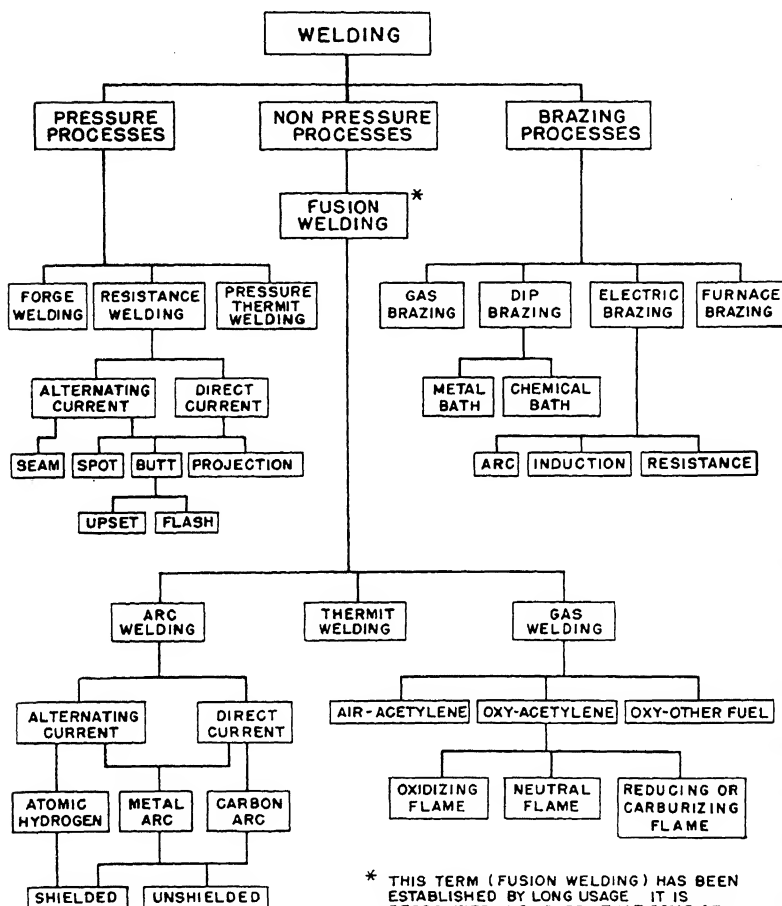 WELDING
PRESSURE
PROCESSES
NON PRESSURE
PROCESSES
BRAZING
PROCESSES
FUSION
WELDING
*
FORGE
WELDING
RESISTANCE
WELDING
PRESSURE
THERMIT
WELDING
GAS
BRAZING
DIP
BRAZING
ELECTRIC
BRAZING
FURNACE
BRAZING
ALTERNATING
CURRENT
DIRECT
CURRENT
METAL
BATH
CHEMICAL
BATH
SEAM
SPOT
BUTT
PROJECTION
ARC
INDUCTION
RESISTANCE
UPSET
FLASH
ARC
WELDING
THERMIT
WELDING
GAS
WELDING
ALTERNATING
CURRENT
DIRECT
CURRENT
AIR-ACETYLENE
OXY-ACETYLENE
OXY-OTHER FUEL
ATOMIC
HYDROGEN
METAL
ARC
CARBON
ARC
OXIDIZING
FLAME
NEUTRAL
FLAME
REDUCING OR
CARBURIZING
FLAME
SHIELDED
UNSHIELDED
* THIS TERM (FUSION WELDING) HAS BEEN
ESTABLISHED BY LONG USAGE IT IS